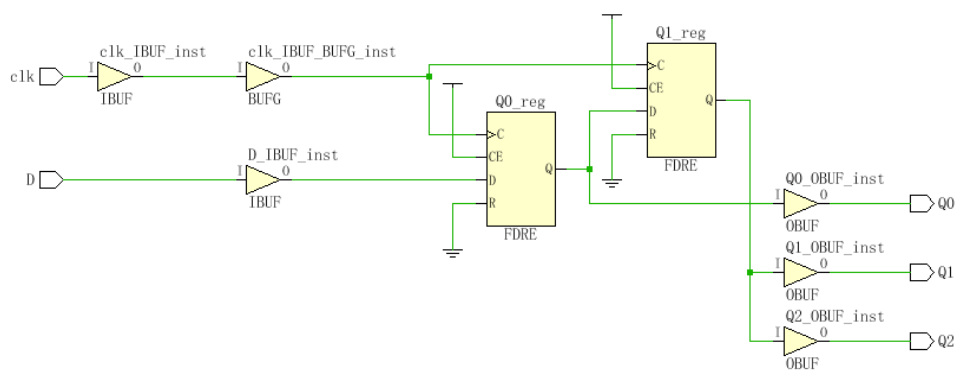 clk
I
clk_IBUF_inst
O
IBUF
I
clk_IBUF_BUFG_inst
O
BUFG
Q0_reg
C
CE
D
R
Q
FDRE
Q1_reg
C
CE
D
R
Q
FDRE
D
I
D_IBUF_inst
O
IBUF
I
Q0_OBUF_inst
O
OBUF
Q0
I
Q1_OBUF_inst
O
OBUF
Q1
I
Q2_OBUF_inst
O
OBUF
Q2